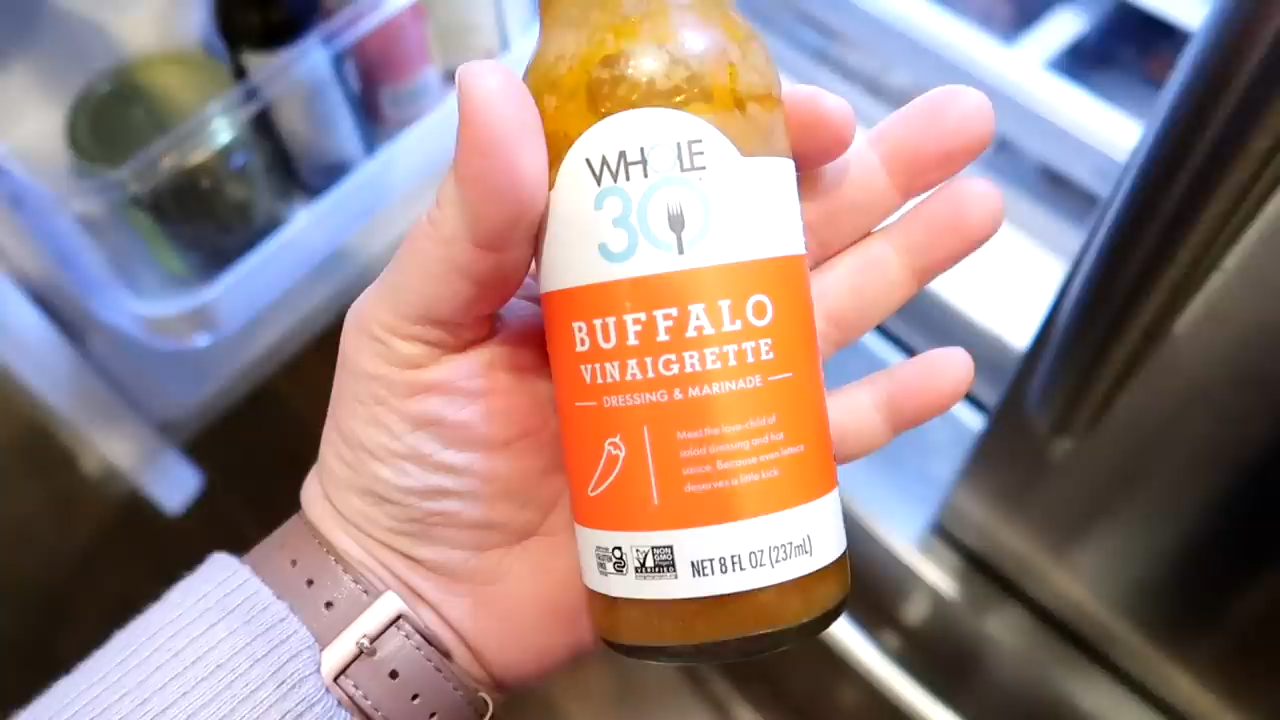 WHOLE
30
BUFFALO
VINAIGRETTE
DRESSING & MARINADE
Meet the love-child of
salad dressing and hot
sauce. Because even lettuce
deserves a little kick.
GLUTEN
NON
GMO
VERIFIED
NET 8 FL OZ (237mL)